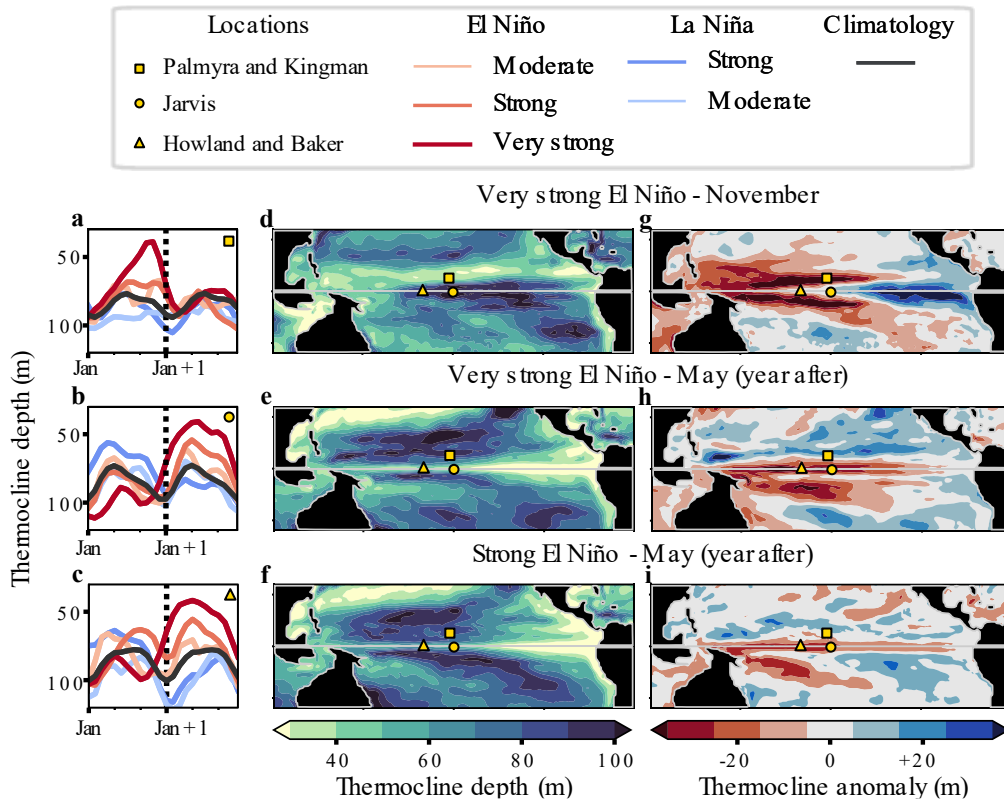 Locations El Niño La Niña Climatology
Palmyra and Kingman Moderate Strong
Jarvis Strong Moderate
Howland and Baker Very strong
Very strong El Niño - November
a d g
50
100
Jan Jan + 1
Very strong El Niño - May (year after)
b e h
50
100
Jan Jan + 1
Thermocline depth (m)
Strong El Niño - May (year after)
c f i
50
100
Jan Jan + 1
40 60 80 100 -20 0 +20
Thermocline depth (m) Thermocline anomaly (m)